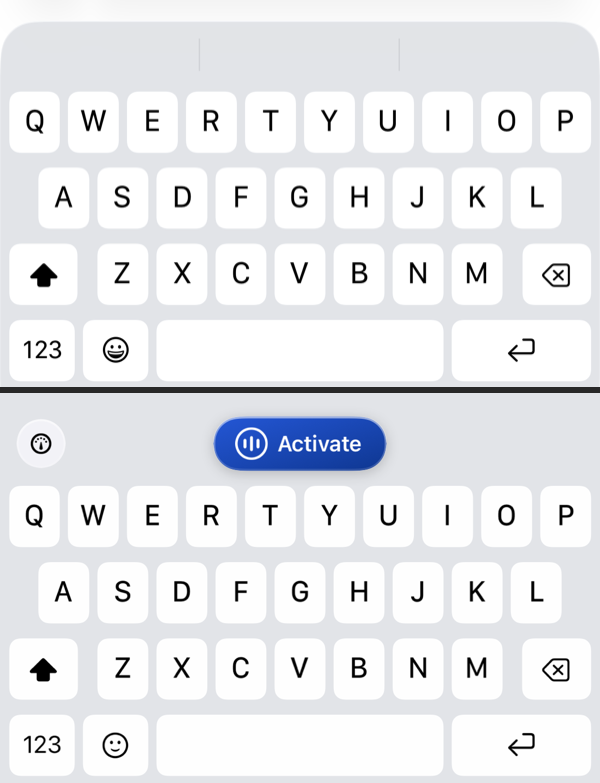 Q W E R T Y U I O P
A S D F G H J K L
Z X C V B N M
123
Activate
Q W E R T Y U I O P
A S D F G H J K L
Z X C V B N M
123